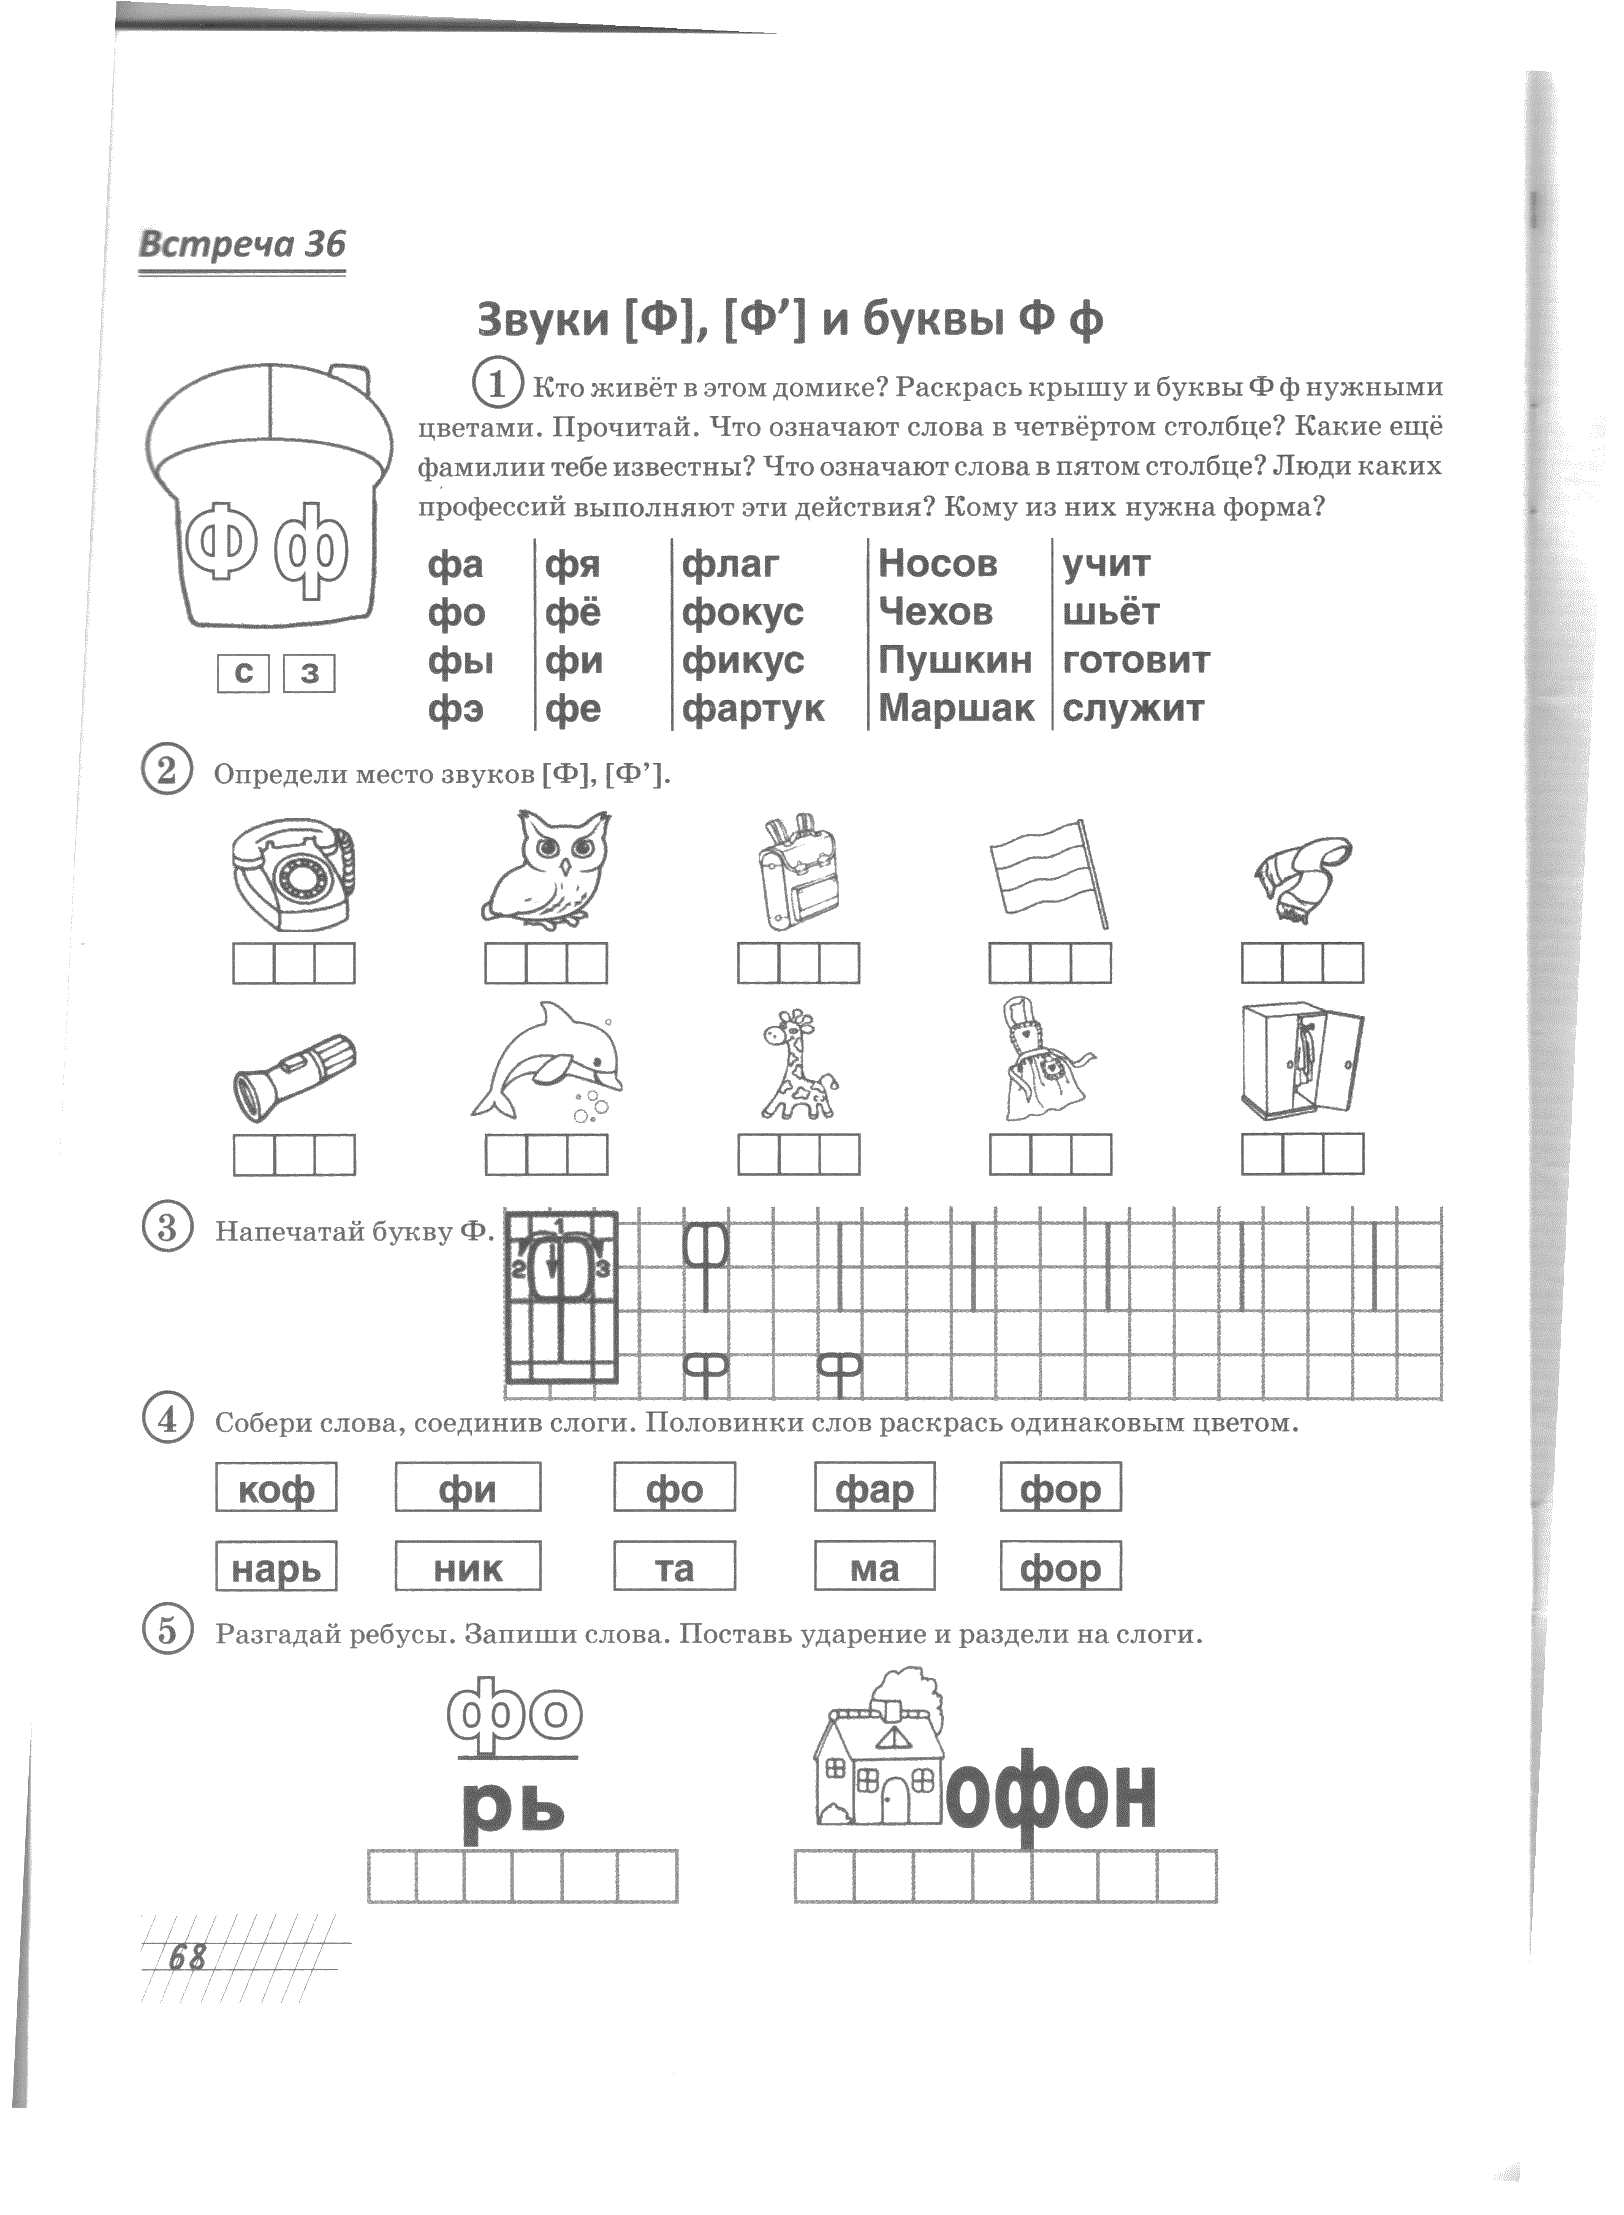 Встреча 36
Звуки [Ф], [Ф’] и буквы Ф ф
1 Кто живёт в этом домике? Раскрась крышу и буквы Ф ф нужными
цветами. Прочитай. Что означают слова в четвёртом столбце? Какие ещё
фамилии тебе известны? Что означают слова в пятом столбце? Люди каких
профессий выполняют эти действия? Кому из них нужна форма?
Ф ф
с з
фа фя флаг Носов учит
фо фё фокус Чехов шьёт
фы фи фикус Пушкин готовит
фэ фе фартук Маршак служит
2 Определи место звуков [Ф], [Ф’].
3 Напечатай букву Ф.
1
2 3
Ф
ф ф
4 Собери слова, соединив слоги. Половинки слов раскрась одинаковым цветом.
коф фи фо фар фор
нарь ник та ма фор
5 Разгадай ребусы. Запиши слова. Поставь ударение и раздели на слоги.
фо
рь
офон
68